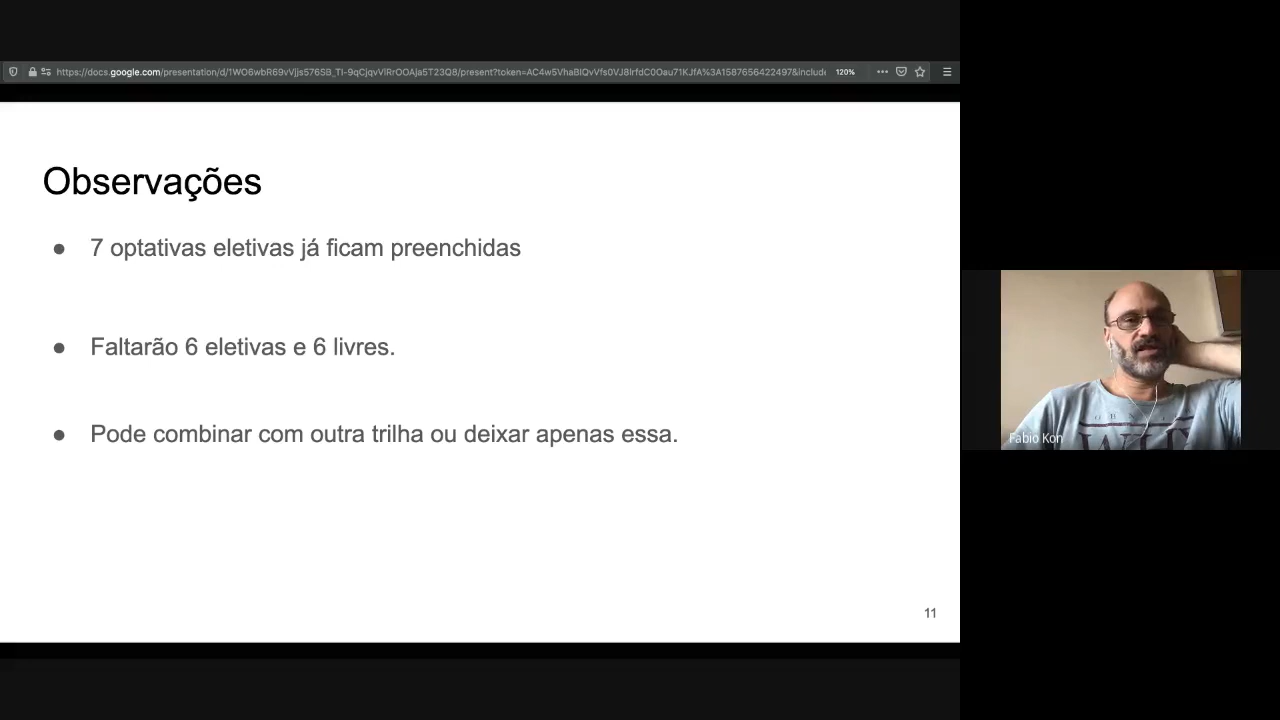 120%
Observações
● 7 optativas eletivas já ficam preenchidas
● Faltarão 6 eletivas e 6 livres.
● Pode combinar com outra trilha ou deixar apenas essa.
11
Fabio Kon